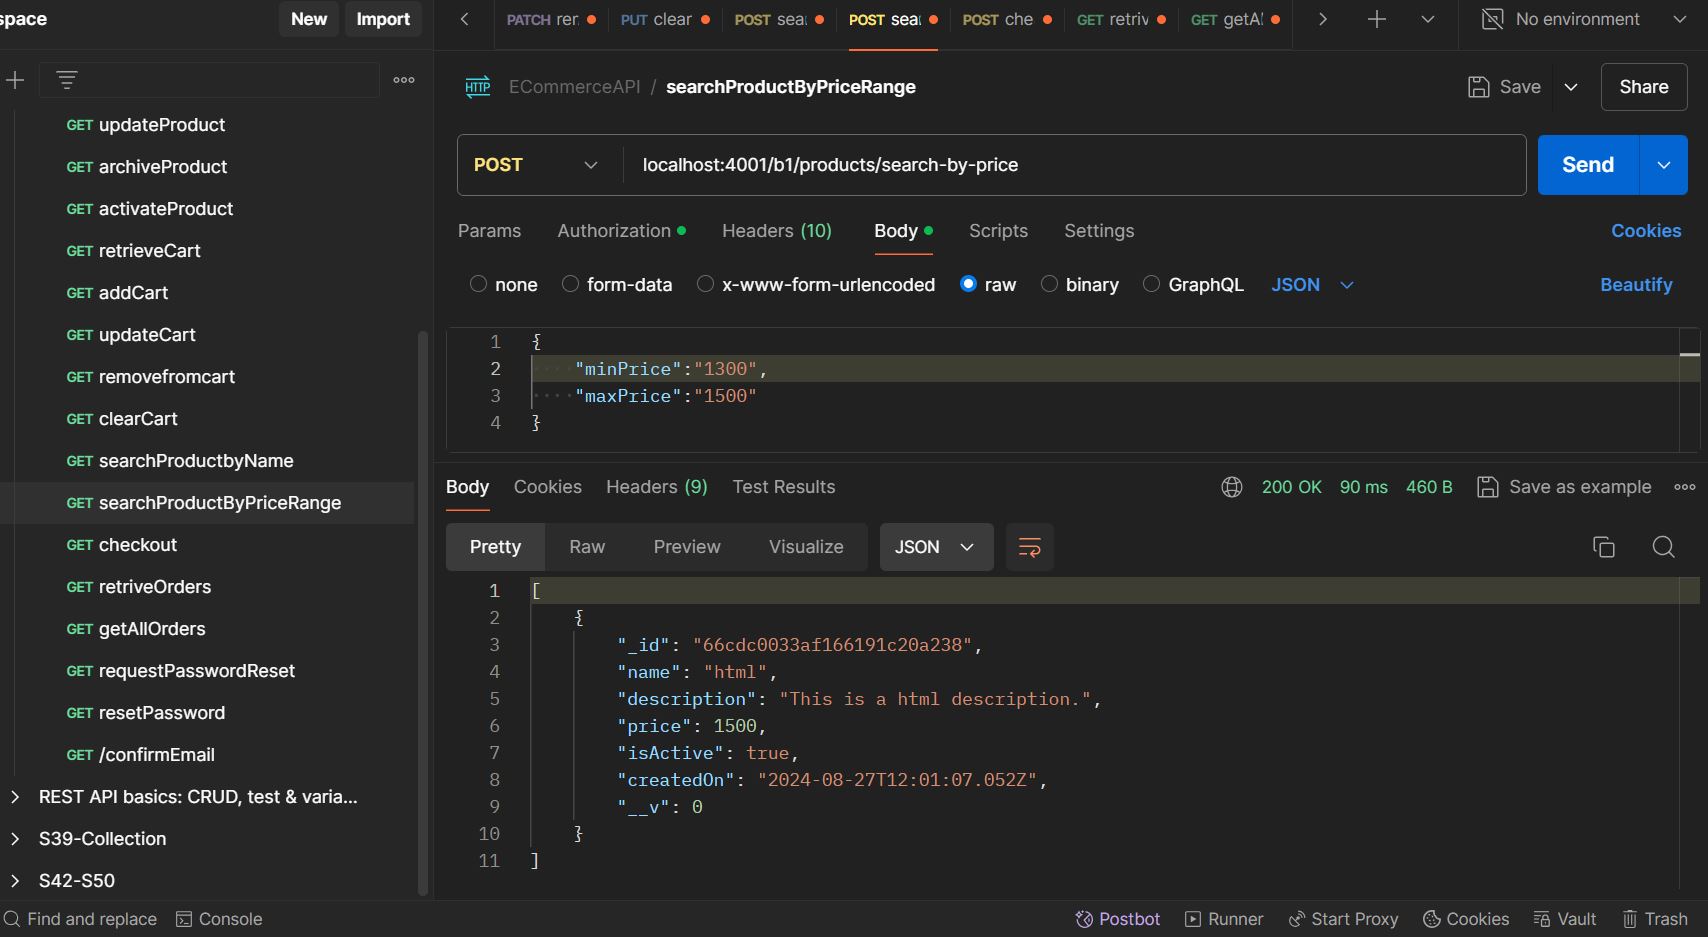 space
New
Import
PATCH
PUT clear
POST
POST
POST che
GET retriv
GET
No environment
GET updateProduct
GET archiveProduct
GET activateProduct
GET retrieveCart
GET addCart
GET updateCart
GET removefromcart
GET clearCart
GET searchProductbyName
GET searchProductByPriceRange
GET checkout
GET retriveOrders
GET getAllOrders
GET requestPasswordReset
GET resetPassword
GET /confirmEmail
REST API basics: CRUD, test & varia...
S39-Collection
S42-S50
HTTP ECommerceAPI / searchProductByPriceRange
Save
Share
POST
localhost:4001/b1/products/search-by-price
Send
Params Authorization Headers (10) Body Scripts Settings Cookies
none form-data x-www-form-urlencoded raw binary GraphQL JSON Beautify
1 {
2 "minPrice":"1300",
3 "maxPrice":"1500"
4 }
Body Cookies Headers (9) Test Results 200 OK 90 ms 460 B Save as example
Pretty Raw Preview Visualize JSON
1 [
2 {
3 "_id": "66cdc0033af166191c20a238",
4 "name": "html",
5 "description": "This is a html description.",
6 "price": 1500,
7 "isActive": true,
8 "createdOn": "2024-08-27T12:01:07.052Z",
9 "__v": 0
10 }
11 ]
Find and replace Console Postbot Runner Start Proxy Cookies Vault Trash